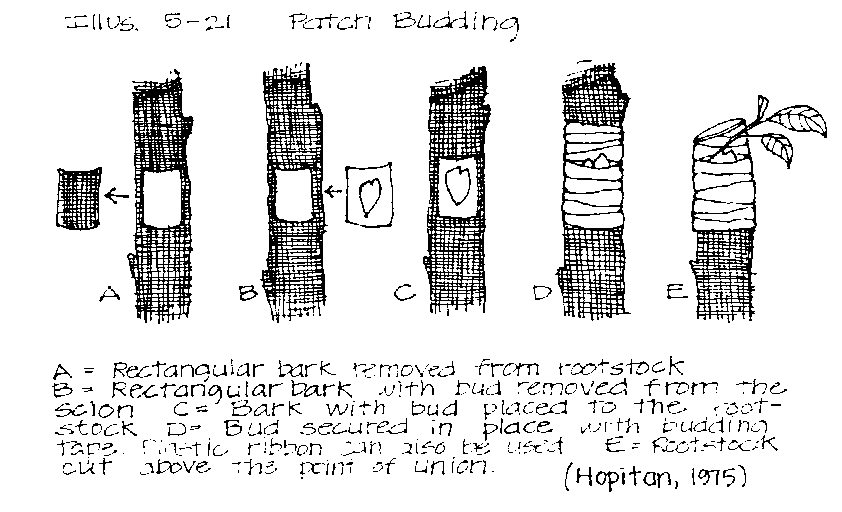 Illus. 5-21 Patch Budding
A B C D E
A = Rectangular bark removed from rootstock
B = Rectangular bark with bud removed from the
scion C = Bark with bud placed to the root-
stock D = Bud secured in place with budding
tape. Plastic ribbon can also be used E = Rootstock
cut above the point of union.
(Hopitan, 1975)